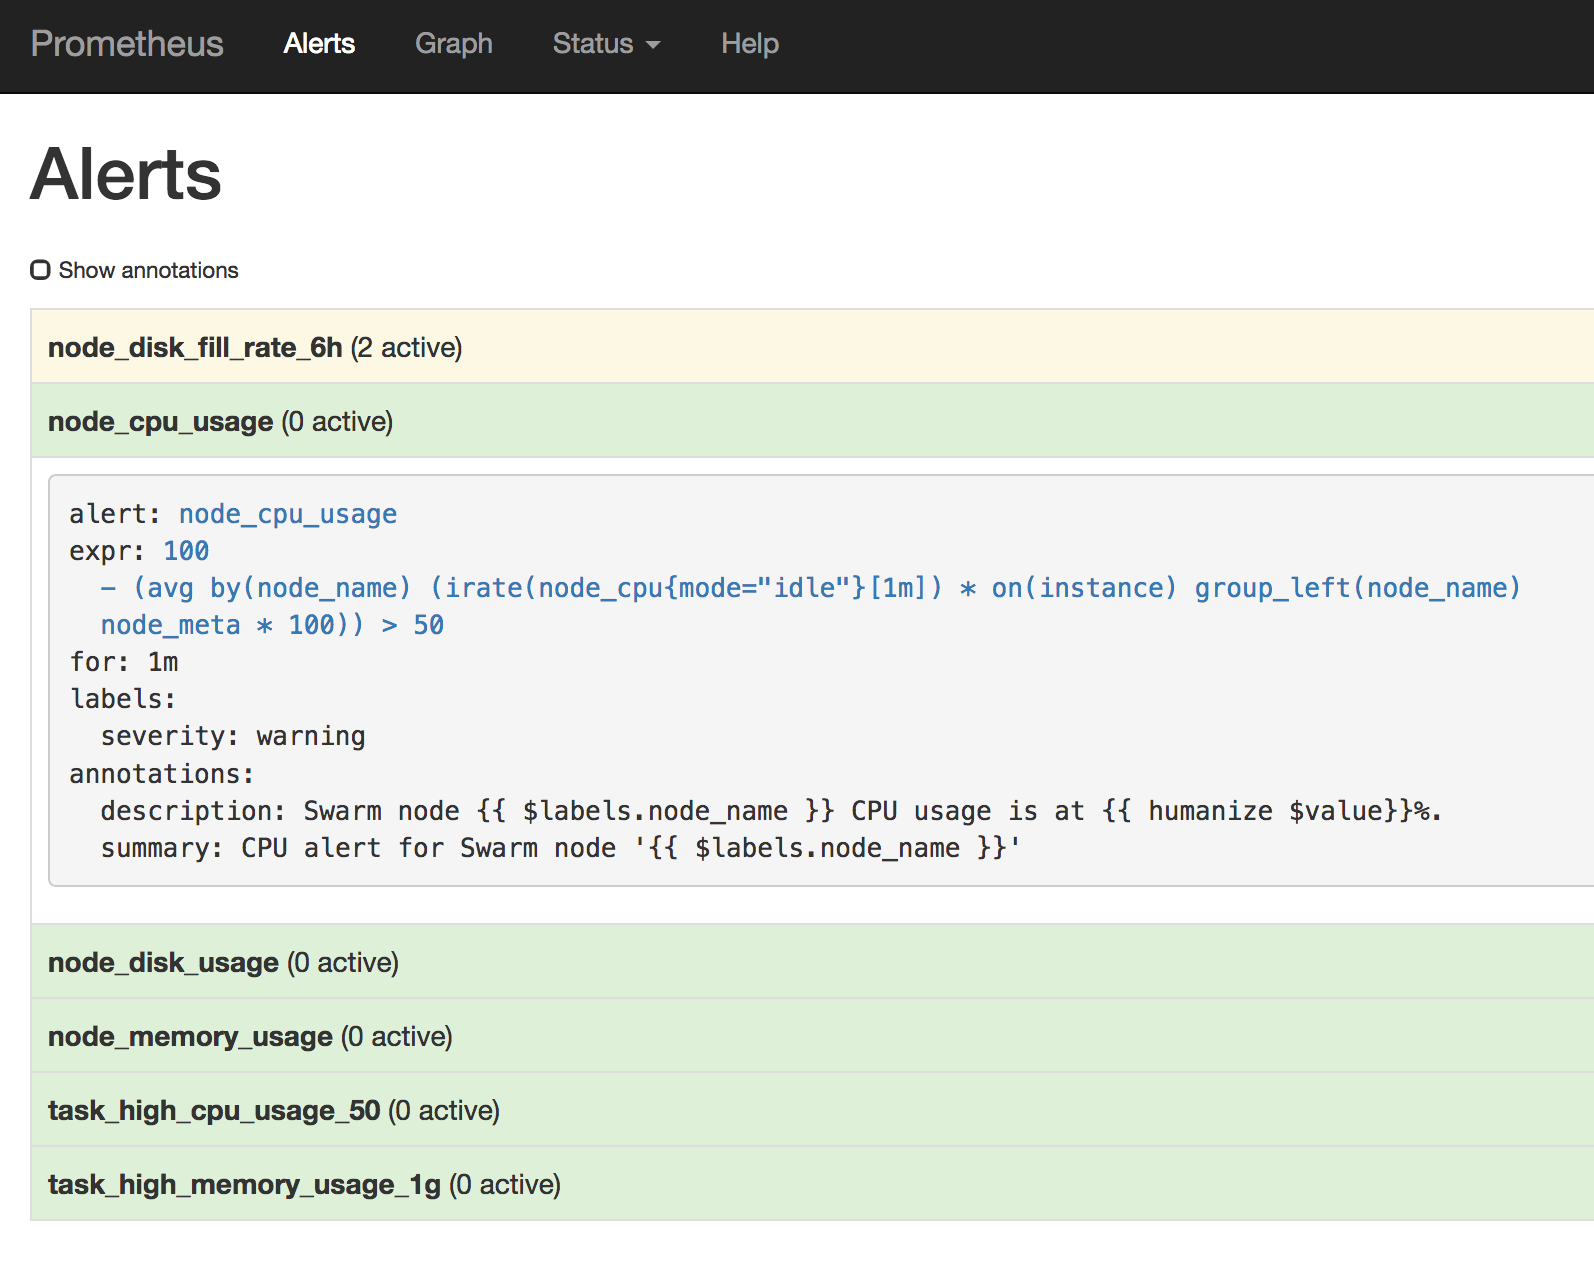 Prometheus Alerts Graph Status Help
Alerts
Show annotations
node_disk_fill_rate_6h (2 active)
node_cpu_usage (0 active)
alert: node_cpu_usage
expr: 100
  - (avg by(node_name) (irate(node_cpu{mode="idle"}[1m]) * on(instance) group_left(node_name)
  node_meta * 100)) > 50
for: 1m
labels:
  severity: warning
annotations:
  description: Swarm node {{ $labels.node_name }} CPU usage is at {{ humanize $value}}%.
  summary: CPU alert for Swarm node '{{ $labels.node_name }}'
node_disk_usage (0 active)
node_memory_usage (0 active)
task_high_cpu_usage_50 (0 active)
task_high_memory_usage_1g (0 active)